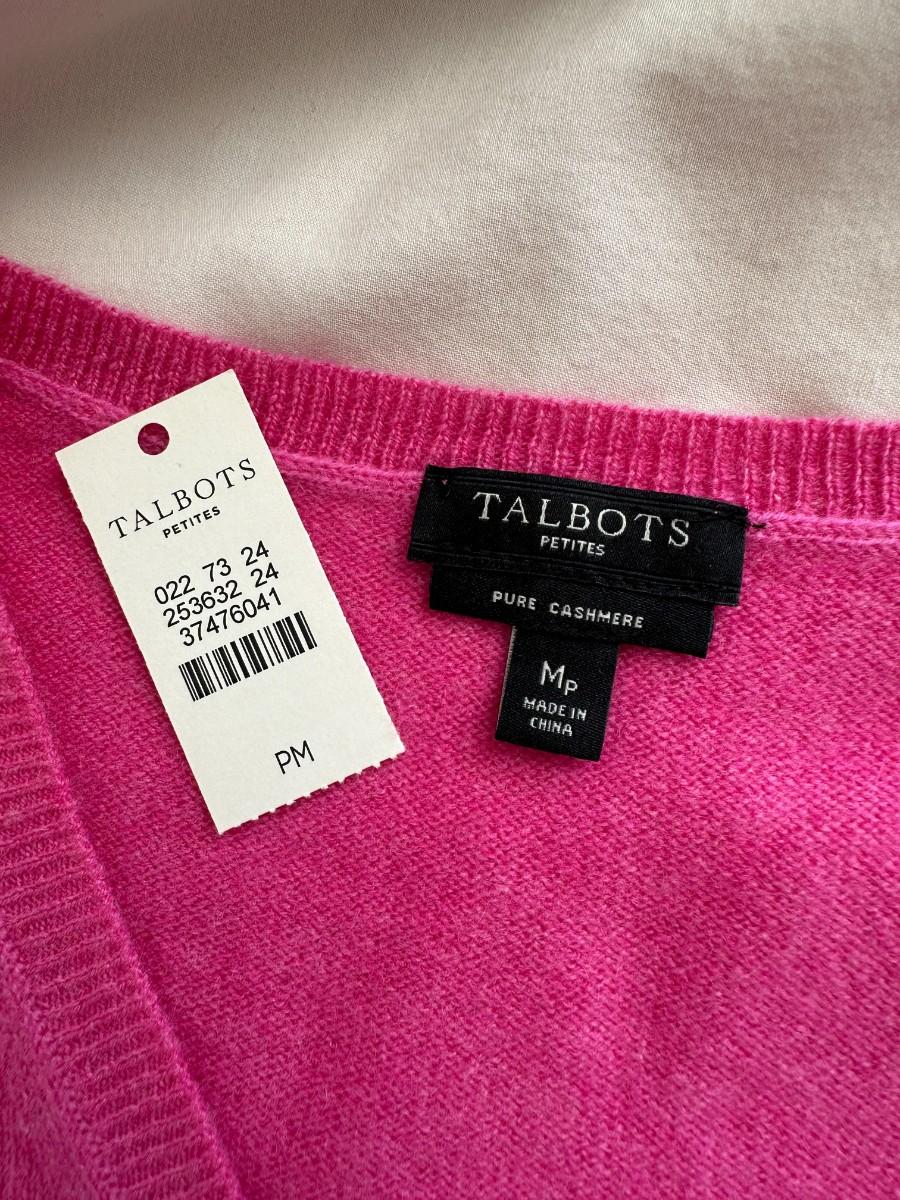 TALBOTS
PETITES
022 73 24
253632 24
37476041
PM
TALBOTS
PETITES
PURE CASHMERE
MP
MADE IN
CHINA